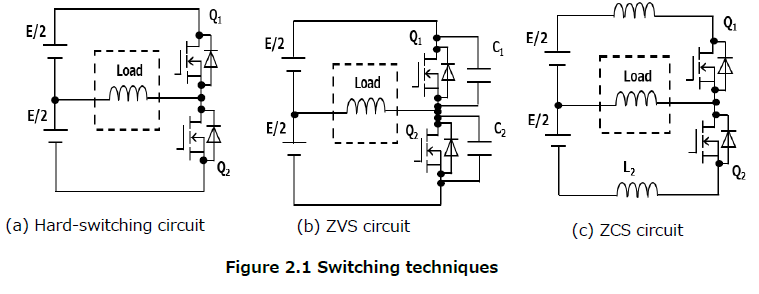 E/2
Q₁
Load
E/2
Q₂
(a) Hard-switching circuit
E/2
Q₁
C₁
Load
E/2
Q₂
C₂
(b) ZVS circuit
E/2
Q₁
Load
E/2
L₂
Q₂
(c) ZCS circuit
Figure 2.1 Switching techniques